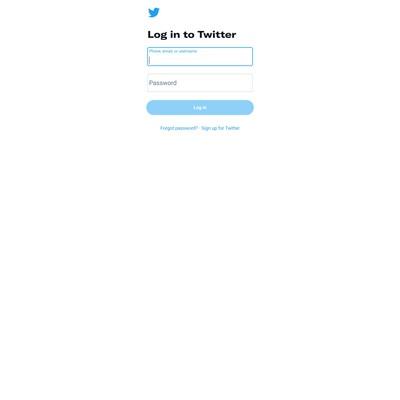 Log in to Twitter
Phone, email, or username
Password
Log in
Forgot password? · Sign up for Twitter